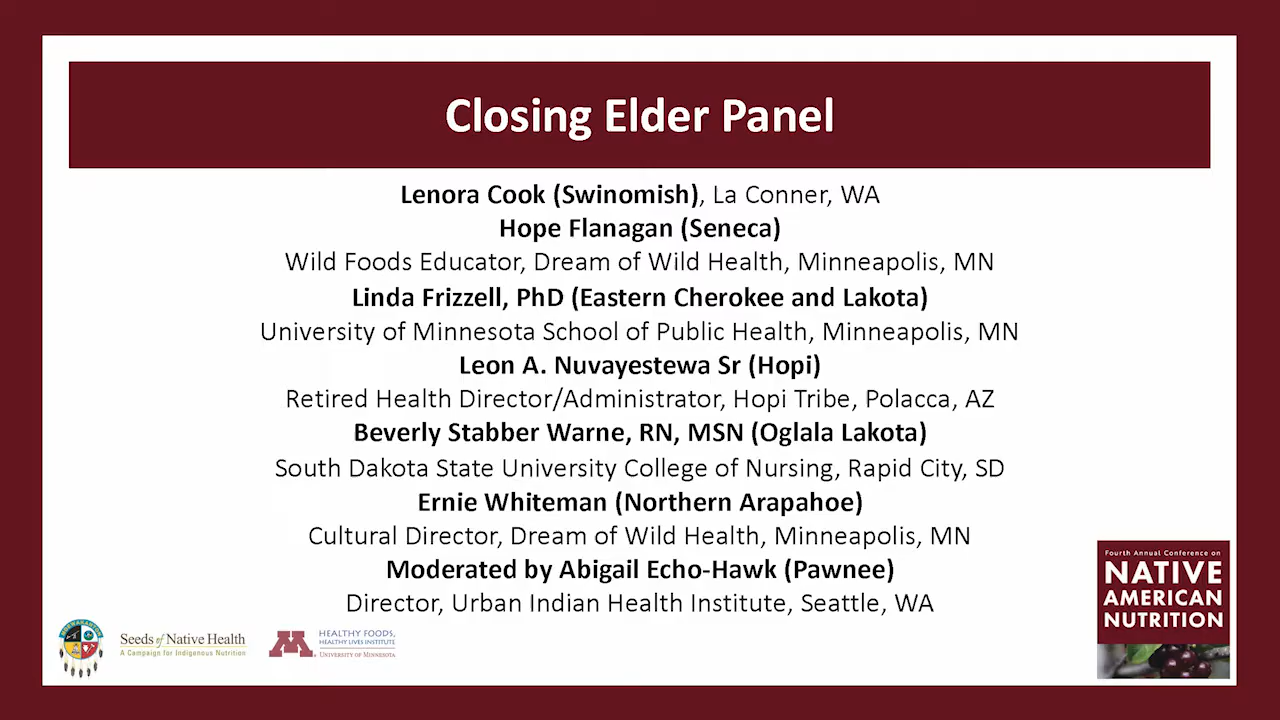 Closing Elder Panel
Lenora Cook (Swinomish), La Conner, WA
Hope Flanagan (Seneca)
Wild Foods Educator, Dream of Wild Health, Minneapolis, MN
Linda Frizzell, PhD (Eastern Cherokee and Lakota)
University of Minnesota School of Public Health, Minneapolis, MN
Leon A. Nuvayestewa Sr (Hopi)
Retired Health Director/Administrator, Hopi Tribe, Polacca, AZ
Beverly Stabber Warne, RN, MSN (Oglala Lakota)
South Dakota State University College of Nursing, Rapid City, SD
Ernie Whiteman (Northern Arapahoe)
Cultural Director, Dream of Wild Health, Minneapolis, MN
Moderated by Abigail Echo-Hawk (Pawnee)
Director, Urban Indian Health Institute, Seattle, WA
Seeds of Native Health
A Campaign for Indigenous Nutrition
HEALTHY FOODS,
HEALTHY LIVES INSTITUTE
UNIVERSITY OF MINNESOTA
Fourth Annual Conference on
NATIVE
AMERICAN
NUTRITION